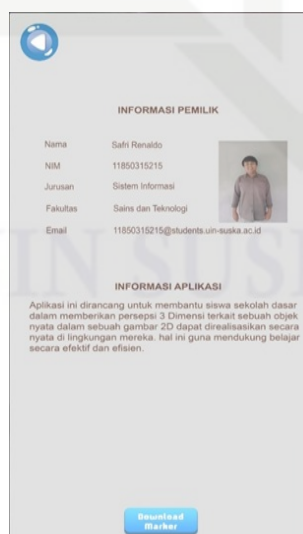 INFORMASI PEMILIK
Nama Safri Renaldo
NIM 11850315215
Jurusan Sistem Informasi
Fakultas Sains dan Teknologi
Email 11850315215@students.uin-suska.ac.id
UIN SUS
INFORMASI APLIKASI
Aplikasi ini dirancang untuk membantu siswa sekolah dasar
dalam memberikan persepsi 3 Dimensi terkait sebuah objek
nyata dalam sebuah gambar 2D dapat direalisasikan secara
nyata di lingkungan mereka. hal ini guna mendukung belajar
secara efektif dan efisien.
Download
Marker